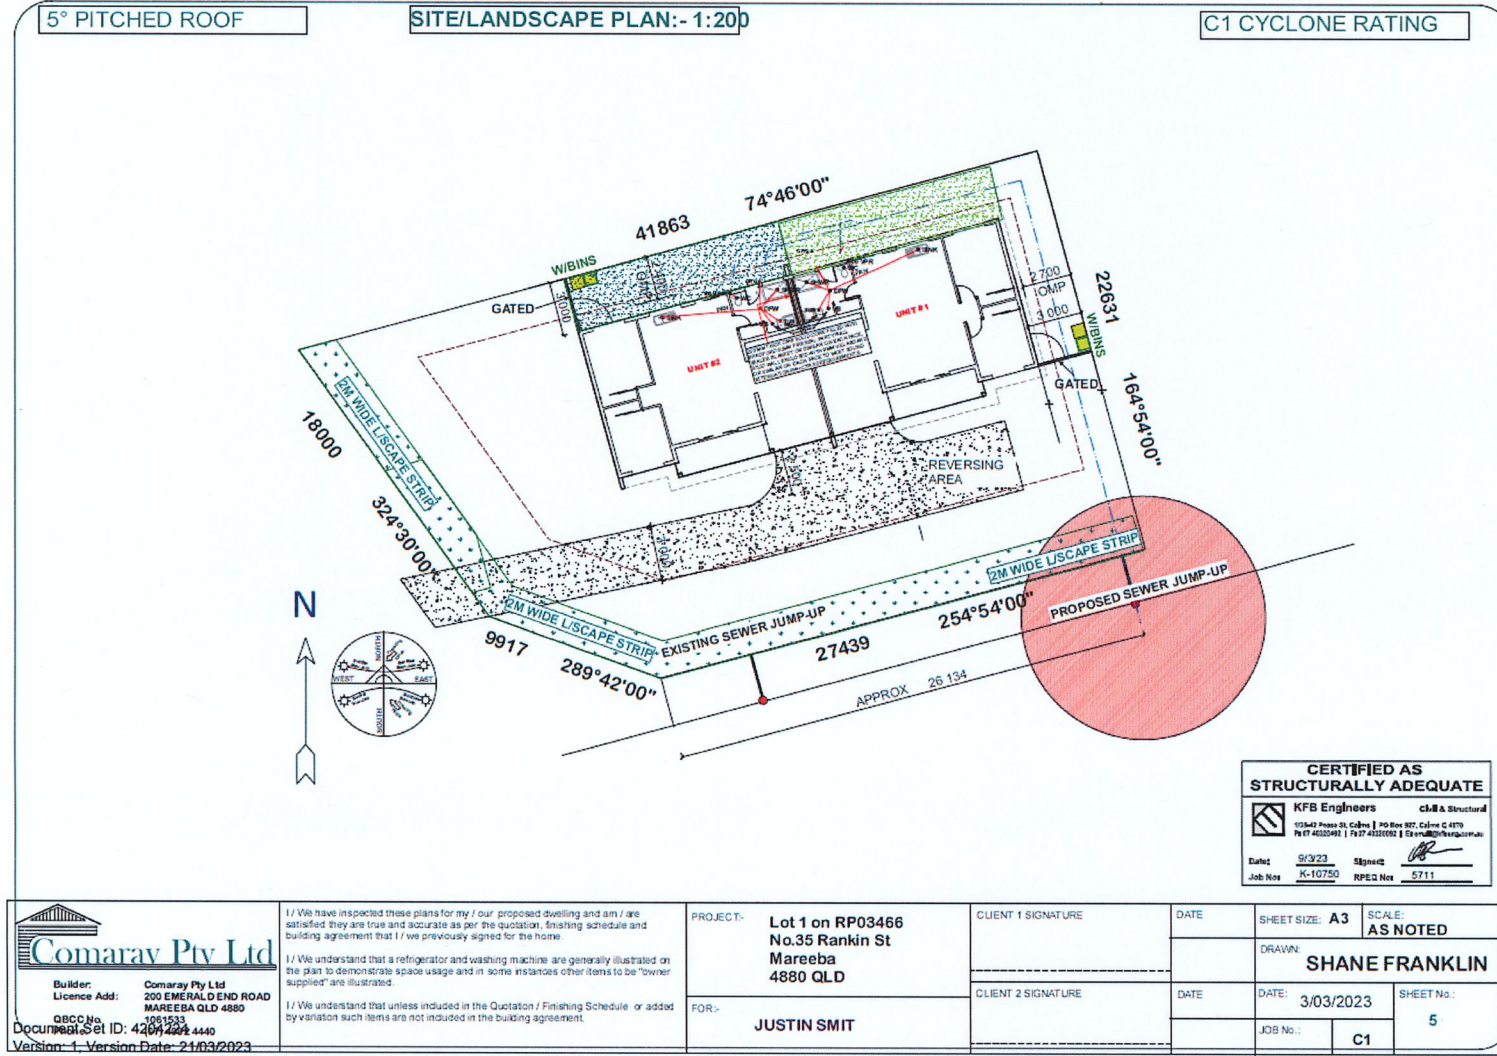 5° PITCHED ROOF
SITE/LANDSCAPE PLAN:- 1:200
C1 CYCLONE RATING
74°46'00"
41863
W/BINS
GATED
3 000
OMP
UNIT #2
UNIT #1
2 700
OMP
3 000
22631
W/BINS
GATED
164°54'00"
2M WIDE L/SCAPE STRIP
18000
324°30'00"
REVERSING
AREA
2M WIDE L/SCAPE STRIP
PROPOSED SEWER JUMP-UP
254°54'00"
2M WIDE L/SCAPE STRIP
EXISTING SEWER JUMP-UP
9917
289°42'00"
27439
APPROX 26 134
N
NORTH
WEST
EAST
SOUTH
CERTIFIED AS
STRUCTURALLY ADEQUATE
KFB Engineers
Civil & Structural
Date: 9/3/23
Signed:
Job No: K-10750
RPEQ No: 5711
Comaray Pty Ltd
Builder: Comaray Pty Ltd
Licence Add: 200 EMERALD END ROAD
MAREEBA QLD 4880
QBCC No. 1061533
Document Set ID:
Version: 1, Version Date: 21/03/2023
I / We have inspected these plans for my / our proposed dwelling and am / are
satisified they are true and accurate as per the quotation, finishing schedule and
building agreement that I / we previously signed for the home.
I / We understand that a refrigerator and washing machine are generally illustrated on
the plan to demonstrate space usage and in some instances other items to be "owner
supplied" are illustrated.
I / We understand that unless included in the Quotation / Finishing Schedule or added
by variation such items are not included in the building agreement.
PROJECT:-
Lot 1 on RP03466
No.35 Rankin St
Mareeba
4880 QLD
FOR:-
JUSTIN SMIT
CLIENT 1 SIGNATURE
DATE
CLIENT 2 SIGNATURE
DATE
SHEET SIZE: A3
SCALE:
AS NOTED
DRAWN:
SHANE FRANKLIN
DATE: 3/03/2023
SHEET No.:
5
JOB No.:
C1